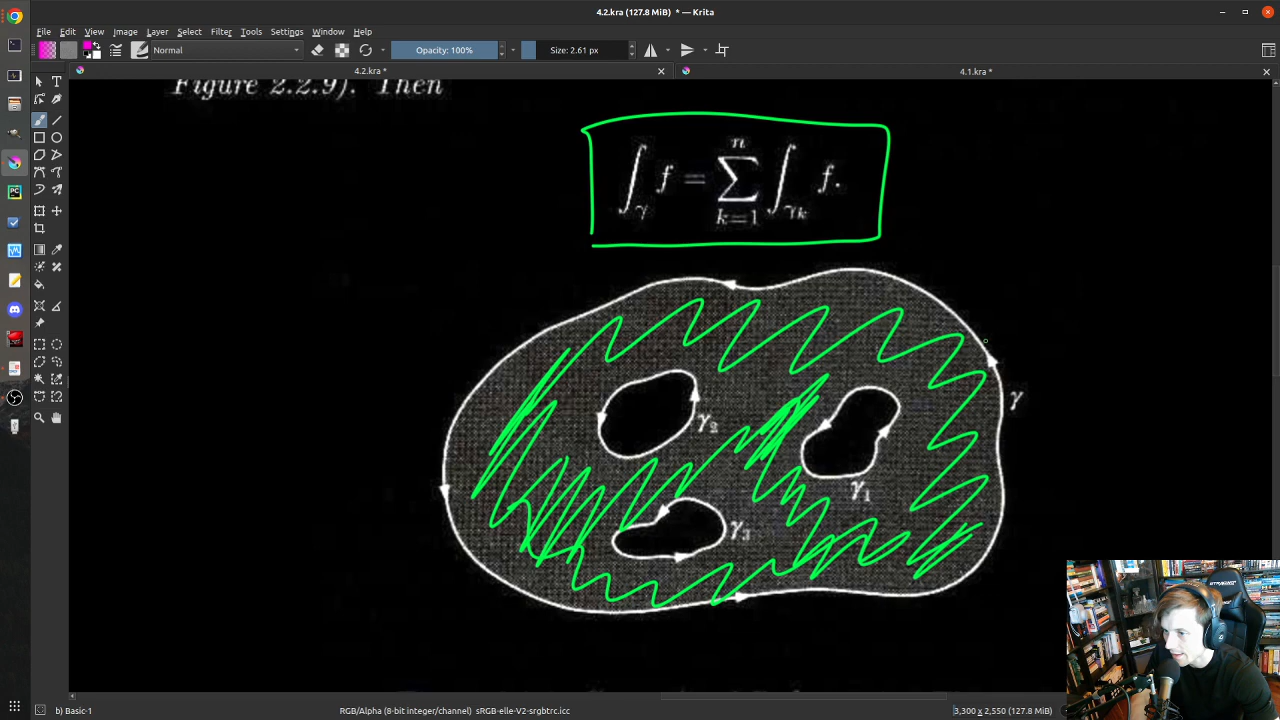 4.2.kra (127.8 MiB) * — Krita
File Edit View Image Layer Select Filter Tools Settings Window Help
Normal Opacity: 100% Size: 2.61 px
4.2.kra * 4.1.kra *
Figure 2.2.9). Then
∫γ f = ∑ n k=1 ∫γk f.
γ
γ2
γ1
γ3
b) Basic-1 RGB/Alpha (8-bit integer/channel) sRGB-elle-V2-srgbtrc.icc 3,300 x 2,550 (127.8 MiB)